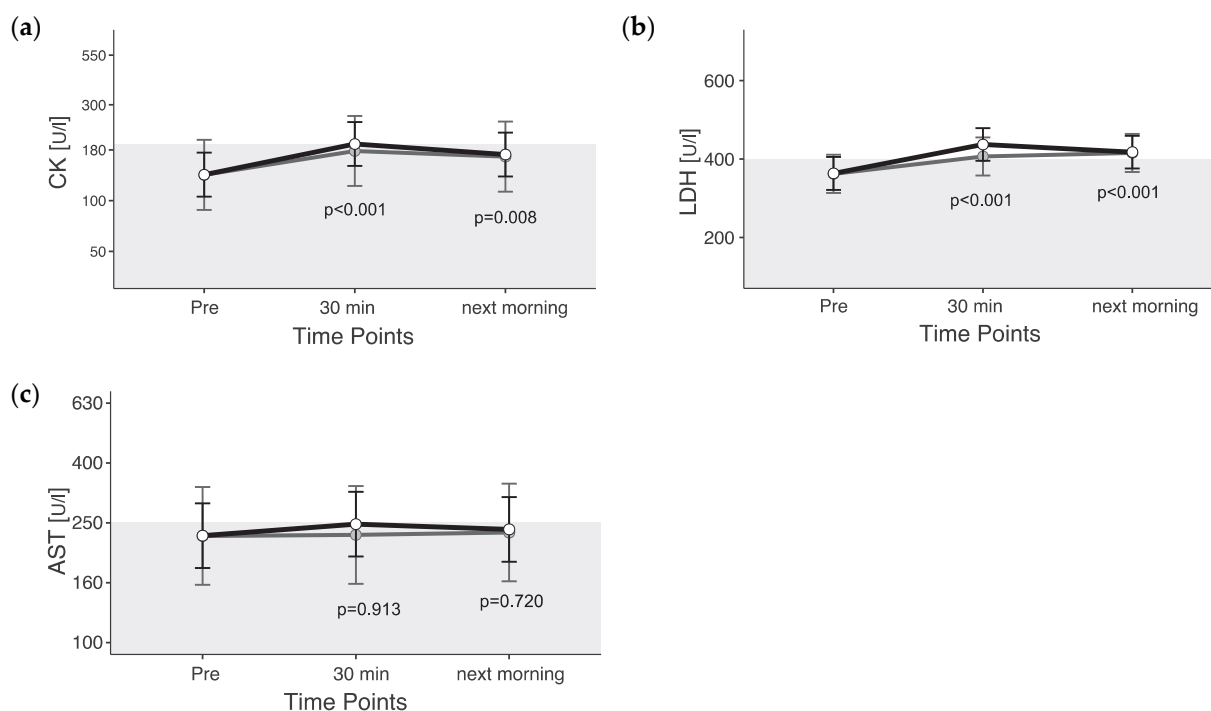 (a)
CK [U/l]
550
300
180
100
50
p<0.001
p=0.008
Pre
30 min
next morning
Time Points
(b)
LDH [U/l]
600
400
200
p<0.001
p<0.001
Pre
30 min
next morning
Time Points
(c)
AST [U/l]
630
400
250
160
100
p=0.913
p=0.720
Pre
30 min
next morning
Time Points